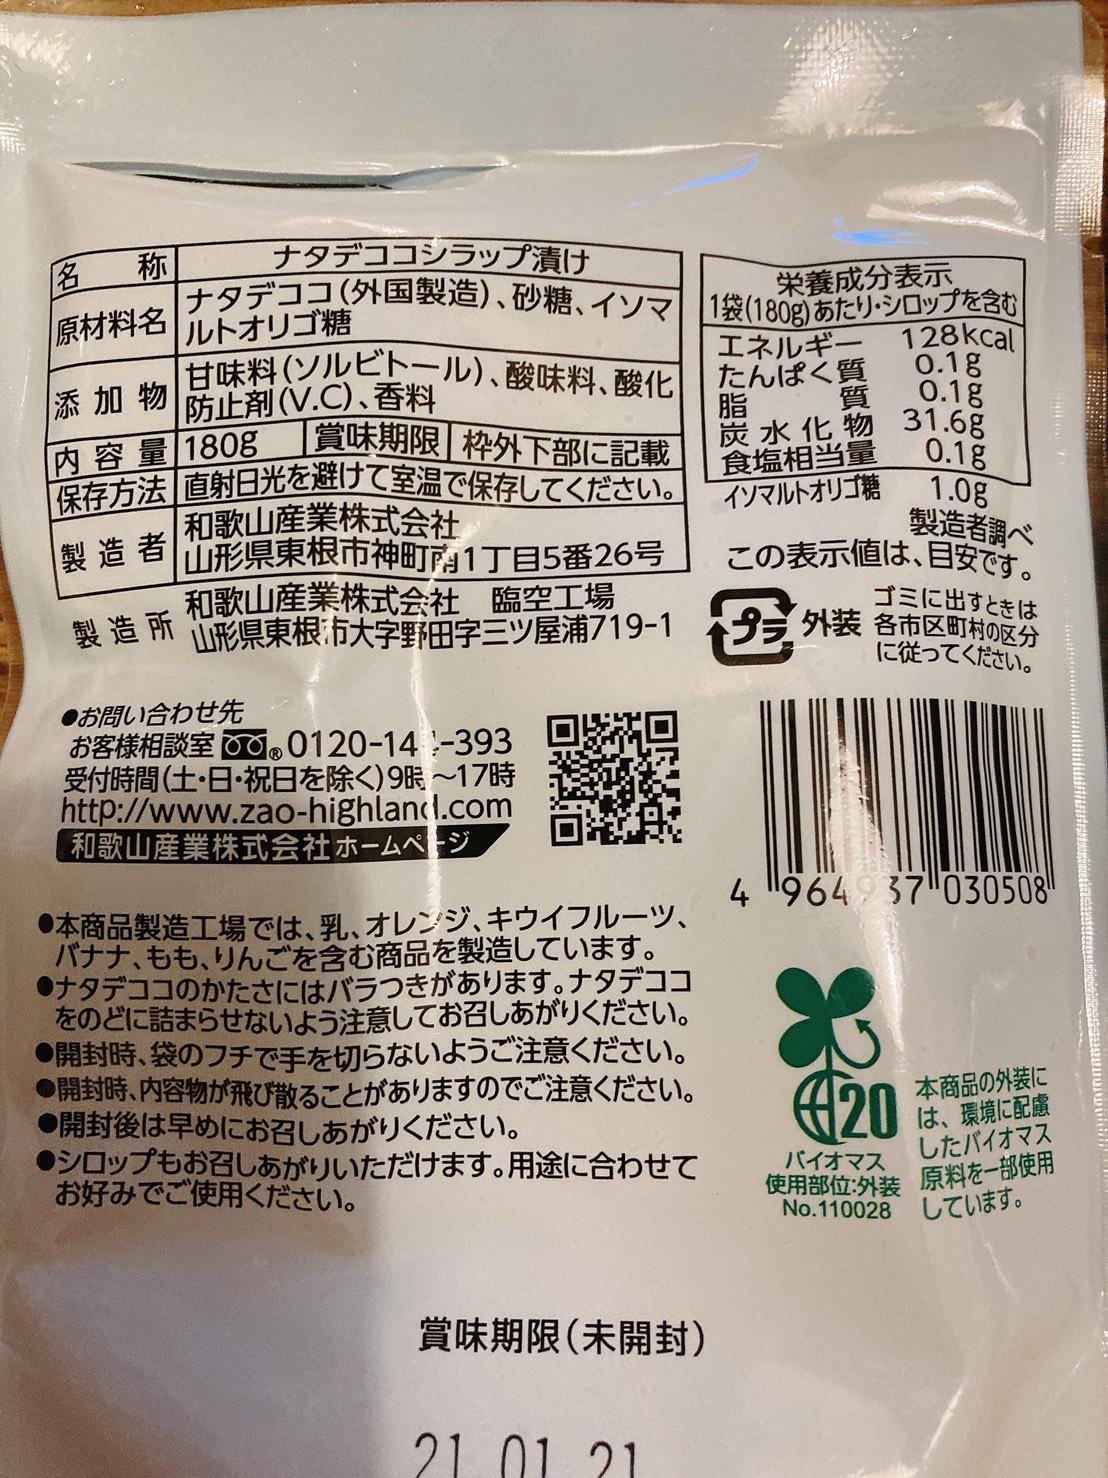 名称 ナタデココシラップ漬け
原材料名 ナタデココ(外国製造)、砂糖、イソマ
ルトオリゴ糖
添加物 甘味料(ソルビトール)、酸味料、酸化
防止剤(V.C)、香料
内容量 180g 賞味期限 枠外下部に記載
保存方法 直射日光を避けて室温で保存してください。
製造者 和歌山産業株式会社
山形県東根市神町南1丁目5番26号
製造所 和歌山産業株式会社 臨空工場
山形県東根市大字野田字三ツ屋浦719-1
栄養成分表示
1袋(180g)あたり・シロップを含む
エネルギー 128kcal
たんぱく質 0.1g
脂質 0.1g
炭水化物 31.6g
食塩相当量 0.1g
イソマルトオリゴ糖 1.0g
製造者調べ
この表示値は、目安です。
プラ 外装
ゴミに出すときは
各市区町村の区分
に従ってください。
●お問い合わせ先
お客様相談室 ®0120-144-393
受付時間(土・日・祝日を除く)9時～17時
http://www.zao-highland.com
和歌山産業株式会社ホームページ
4 964937 030508
●本商品製造工場では、乳、オレンジ、キウイフルーツ、
バナナ、もも、りんごを含む商品を製造しています。
●ナタデココのかたさにはバラつきがあります。ナタデココ
をのどに詰まらせないよう注意してお召しあがりください。
●開封時、袋のフチで手を切らないようご注意ください。
●開封時、内容物が飛び散ることがありますのでご注意ください。
●開封後は早めにお召しあがりください。
●シロップもお召しあがりいただけます。用途に合わせて
お好みでご使用ください。
20
バイオマス
使用部位:外装
No.110028
本商品の外装に
は、環境に配慮
したバイオマス
原料を一部使用
しています。
賞味期限(未開封)
21.01.21